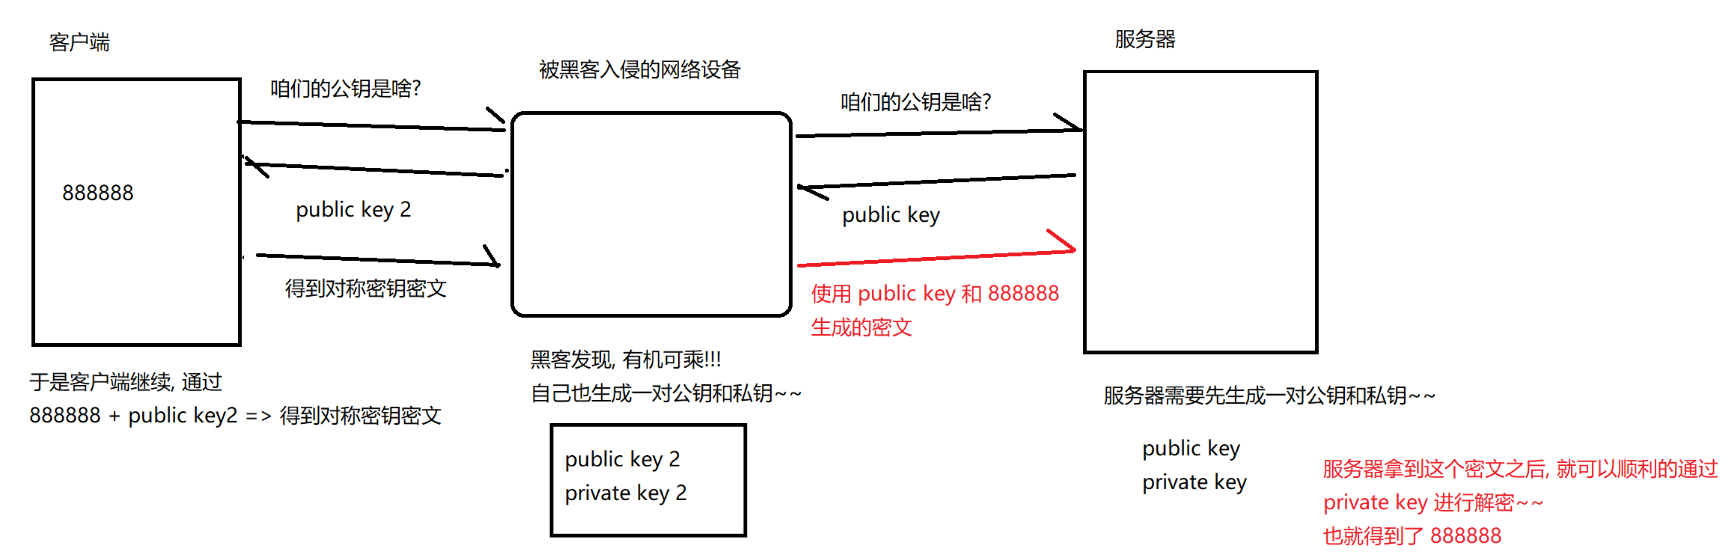 客户端
被黑客入侵的网络设备
服务器
咱们的公钥是啥?
咱们的公钥是啥?
888888
public key 2
public key
得到对称密钥密文
使用 public key 和 888888
生成的密文
于是客户端继续, 通过
888888 + public key2 => 得到对称密钥密文
黑客发现, 有机可乘!!!
自己也生成一对公钥和私钥~~
public key 2
private key 2
服务器需要先生成一对公钥和私钥~~
public key
private key
服务器拿到这个密文之后, 就可以顺利的通过
private key 进行解密~~
也就得到了 888888